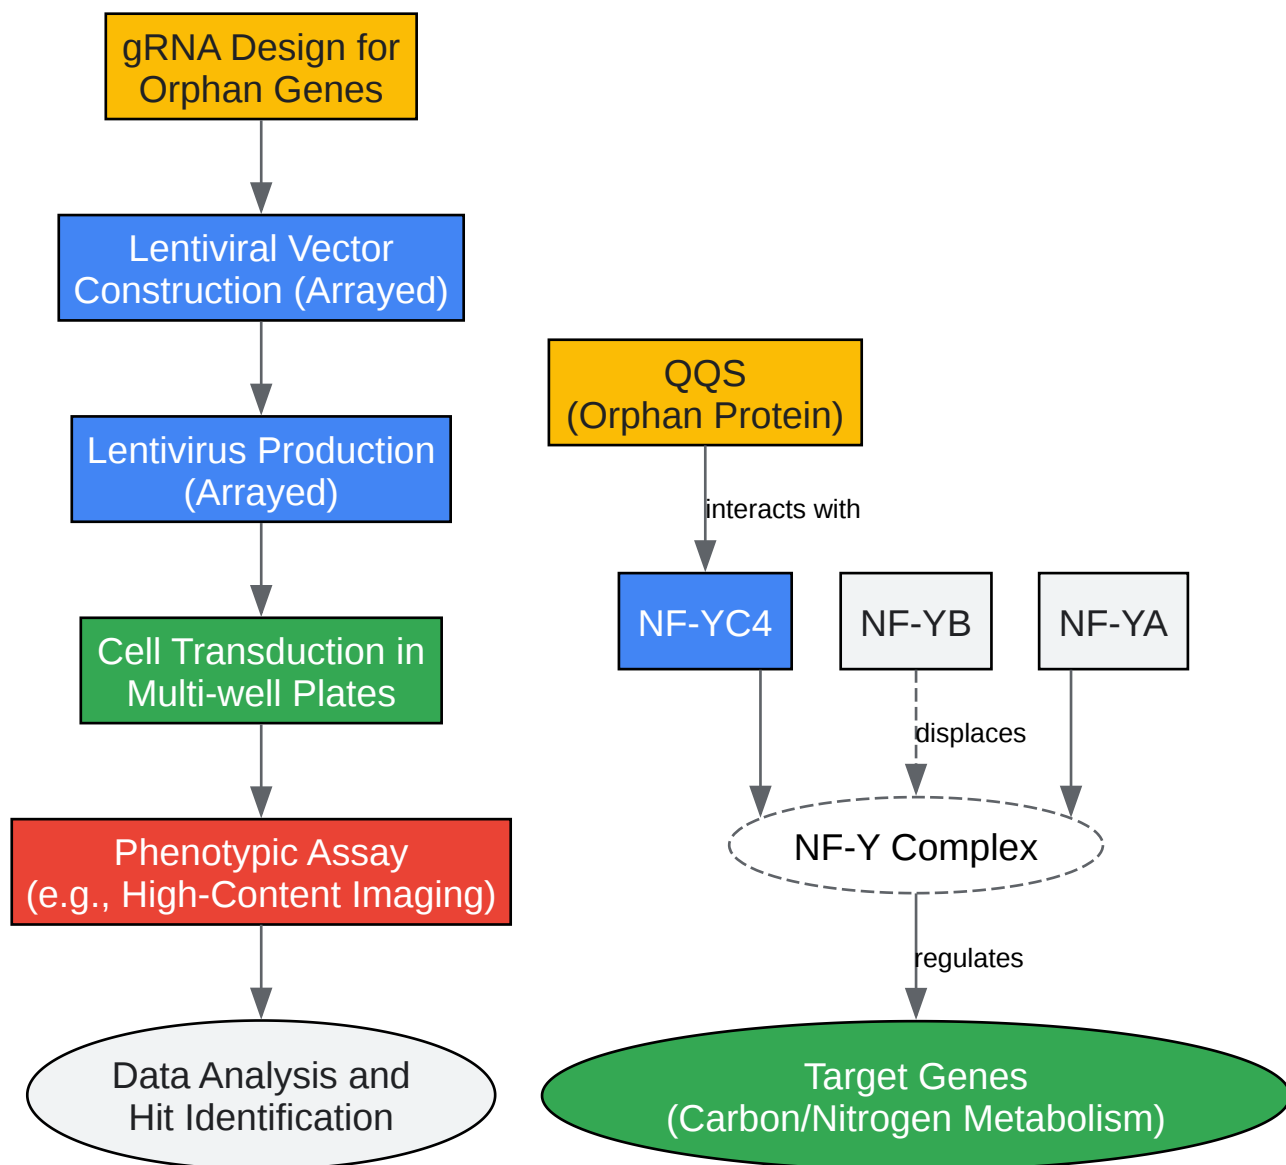 gRNA Design for
Orphan Genes
Lentiviral Vector
Construction (Arrayed)
Lentivirus Production
(Arrayed)
Cell Transduction in
Multi-well Plates
Phenotypic Assay
(e.g., High-Content Imaging)
Data Analysis and
Hit Identification
QQS
(Orphan Protein)
interacts with
NF-YC4
NF-YB
NF-YA
displaces
NF-Y Complex
regulates
Target Genes
(Carbon/Nitrogen Metabolism)